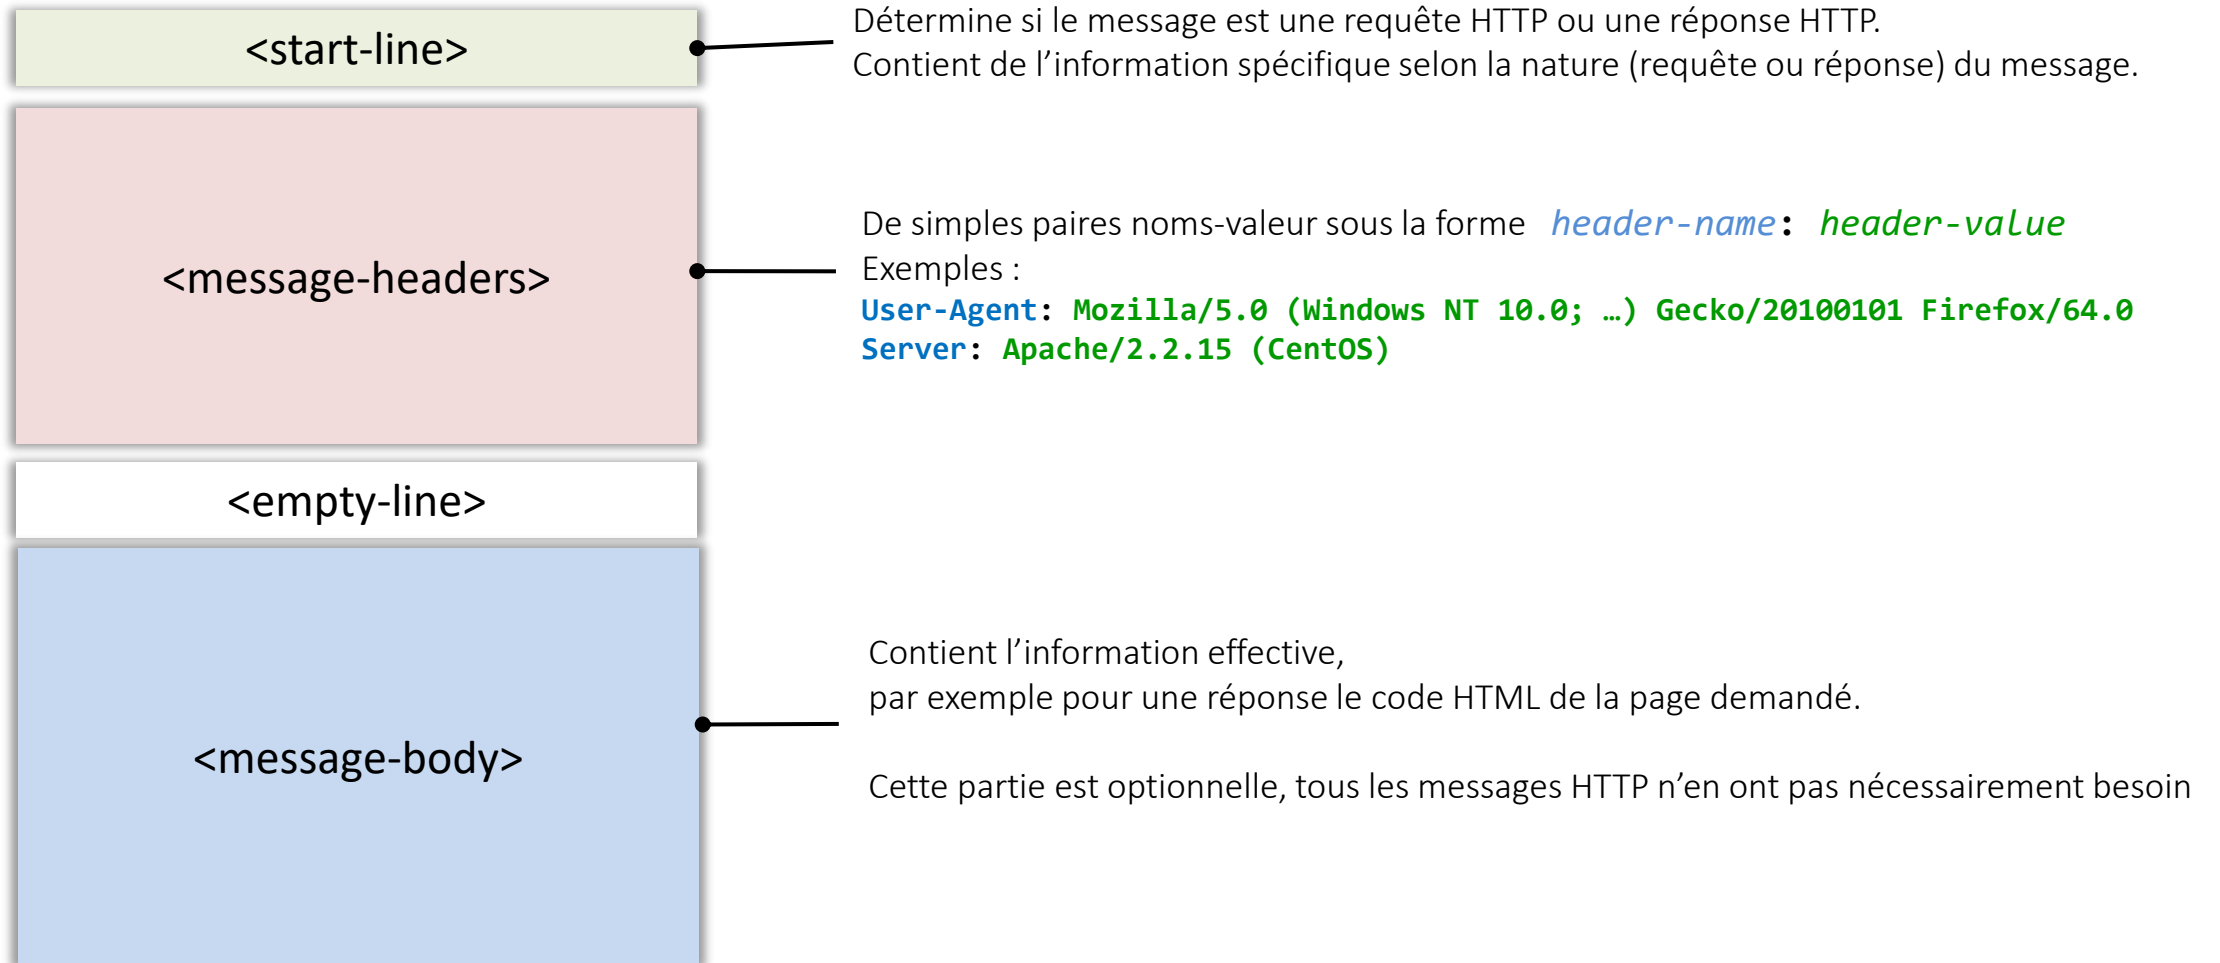 <start-line>
Détermine si le message est une requête HTTP ou une réponse HTTP.
Contient de l’information spécifique selon la nature (requête ou réponse) du message.
<message-headers>
De simples paires noms-valeur sous la forme header-name: header-value
Exemples :
User-Agent: Mozilla/5.0 (Windows NT 10.0; …) Gecko/20100101 Firefox/64.0
Server: Apache/2.2.15 (CentOS)
<empty-line>
<message-body>
Contient l’information effective,
par exemple pour une réponse le code HTML de la page demandé.
Cette partie est optionnelle, tous les messages HTTP n’en ont pas nécessairement besoin